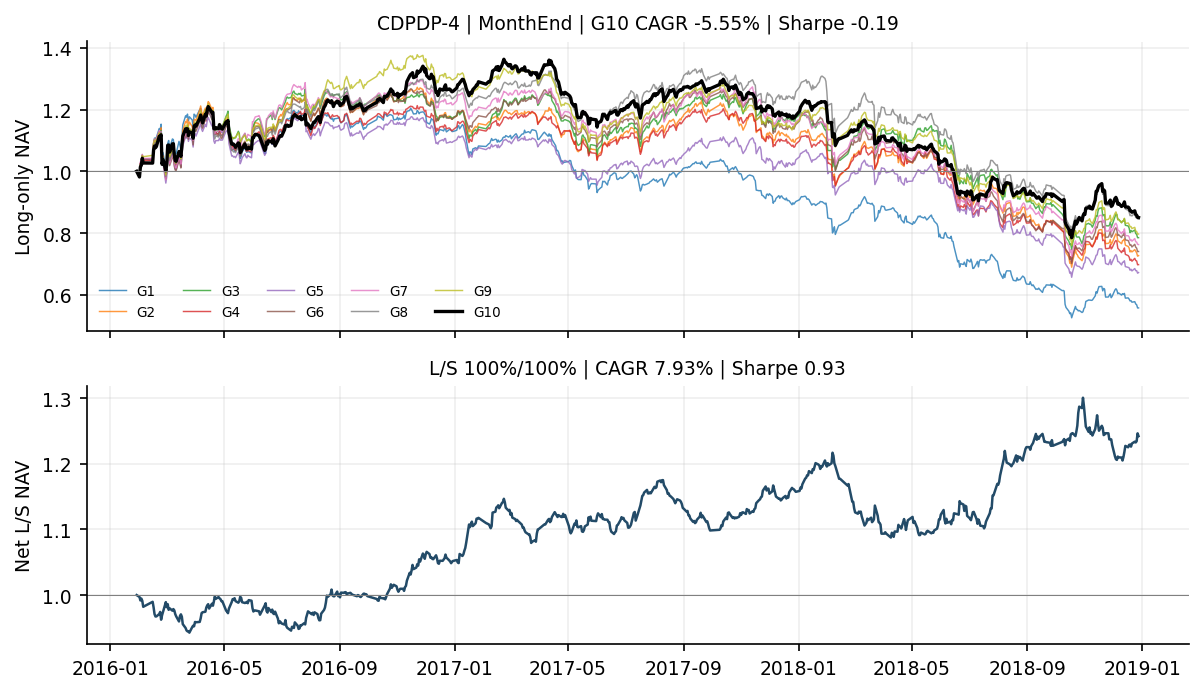 CDPDP-4 | MonthEnd | G10 CAGR -5.55% | Sharpe -0.19
Long-only NAV
1.4
1.2
1.0
0.8
0.6
G1 G3 G5 G7 G9
G2 G4 G6 G8 G10
L/S 100%/100% | CAGR 7.93% | Sharpe 0.93
Net L/S NAV
1.3
1.2
1.1
1.0
2016-01 2016-05 2016-09 2017-01 2017-05 2017-09 2018-01 2018-05 2018-09 2019-01